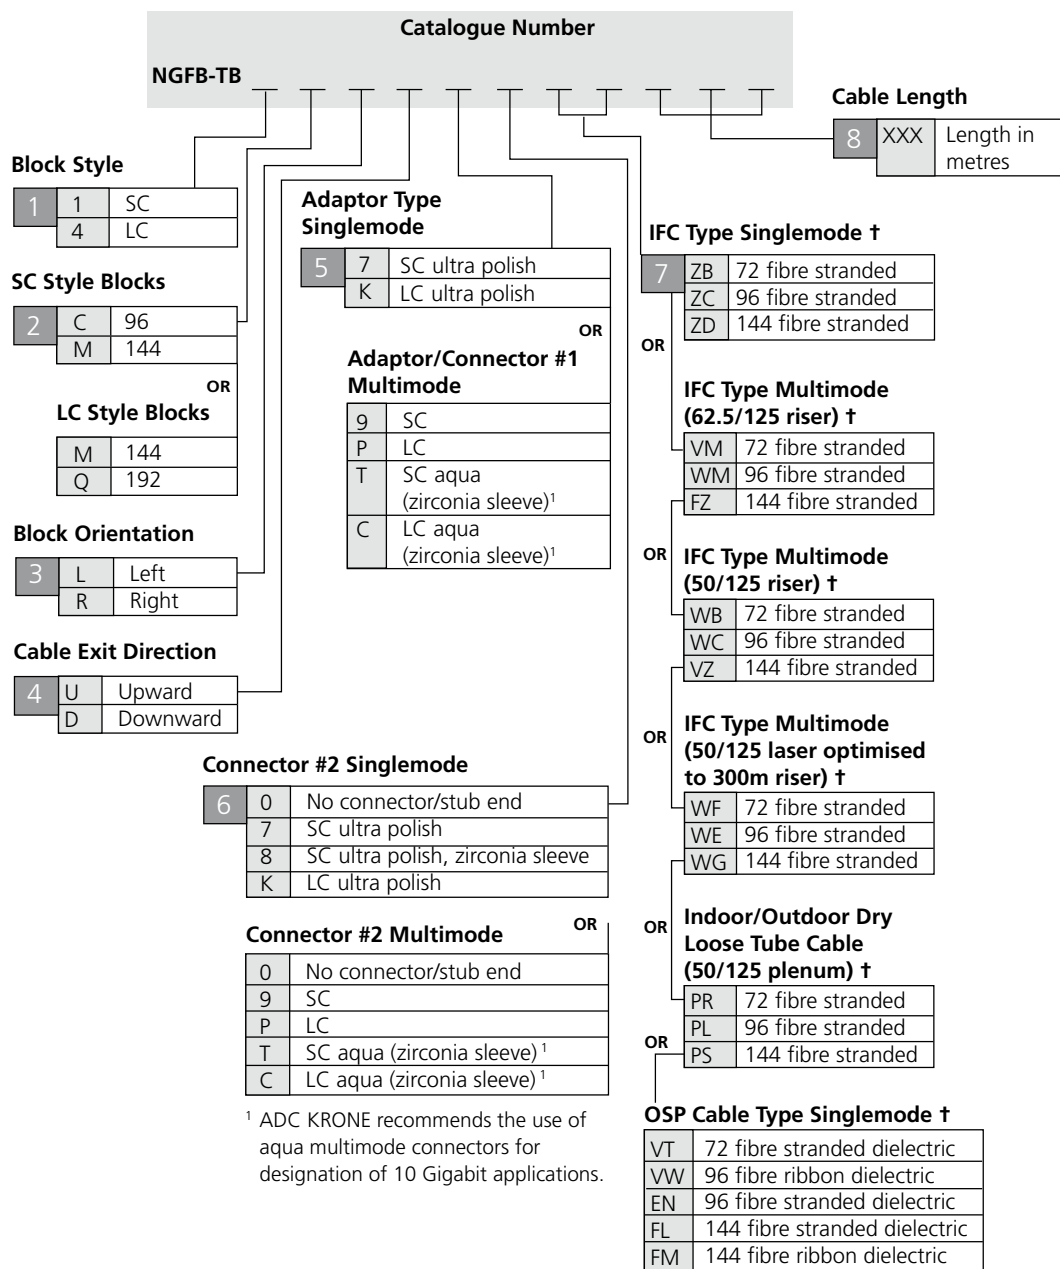 Catalogue Number
NGFB-TB
Cable Length
8 XXX Length in
metres
Block Style
1 1 SC
4 LC
SC Style Blocks
2 C 96
M 144
OR
LC Style Blocks
M 144
Q 192
Block Orientation
3 L Left
R Right
Cable Exit Direction
4 U Upward
D Downward
Adaptor Type
Singlemode
5 7 SC ultra polish
K LC ultra polish
OR
Adaptor/Connector #1
Multimode
9 SC
P LC
T SC aqua
(zirconia sleeve)1
C LC aqua
(zirconia sleeve)1
Connector #2 Singlemode
6 0 No connector/stub end
7 SC ultra polish
8 SC ultra polish, zirconia sleeve
K LC ultra polish
OR
Connector #2 Multimode
0 No connector/stub end
9 SC
P LC
T SC aqua (zirconia sleeve) 1
C LC aqua (zirconia sleeve) 1
1 ADC KRONE recommends the use of
aqua multimode connectors for
designation of 10 Gigabit applications.
IFC Type Singlemode †
7 ZB 72 fibre stranded
ZC 96 fibre stranded
ZD 144 fibre stranded
OR
IFC Type Multimode
(62.5/125 riser) †
VM 72 fibre stranded
WM 96 fibre stranded
FZ 144 fibre stranded
OR
IFC Type Multimode
(50/125 riser) †
WB 72 fibre stranded
WC 96 fibre stranded
VZ 144 fibre stranded
OR
IFC Type Multimode
(50/125 laser optimised
to 300m riser) †
WF 72 fibre stranded
WE 96 fibre stranded
WG 144 fibre stranded
OR
Indoor/Outdoor Dry
Loose Tube Cable
(50/125 plenum) †
PR 72 fibre stranded
PL 96 fibre stranded
PS 144 fibre stranded
OR
OSP Cable Type Singlemode †
VT 72 fibre stranded dielectric
VW 96 fibre ribbon dielectric
EN 96 fibre stranded dielectric
FL 144 fibre stranded dielectric
FM 144 fibre ribbon dielectric